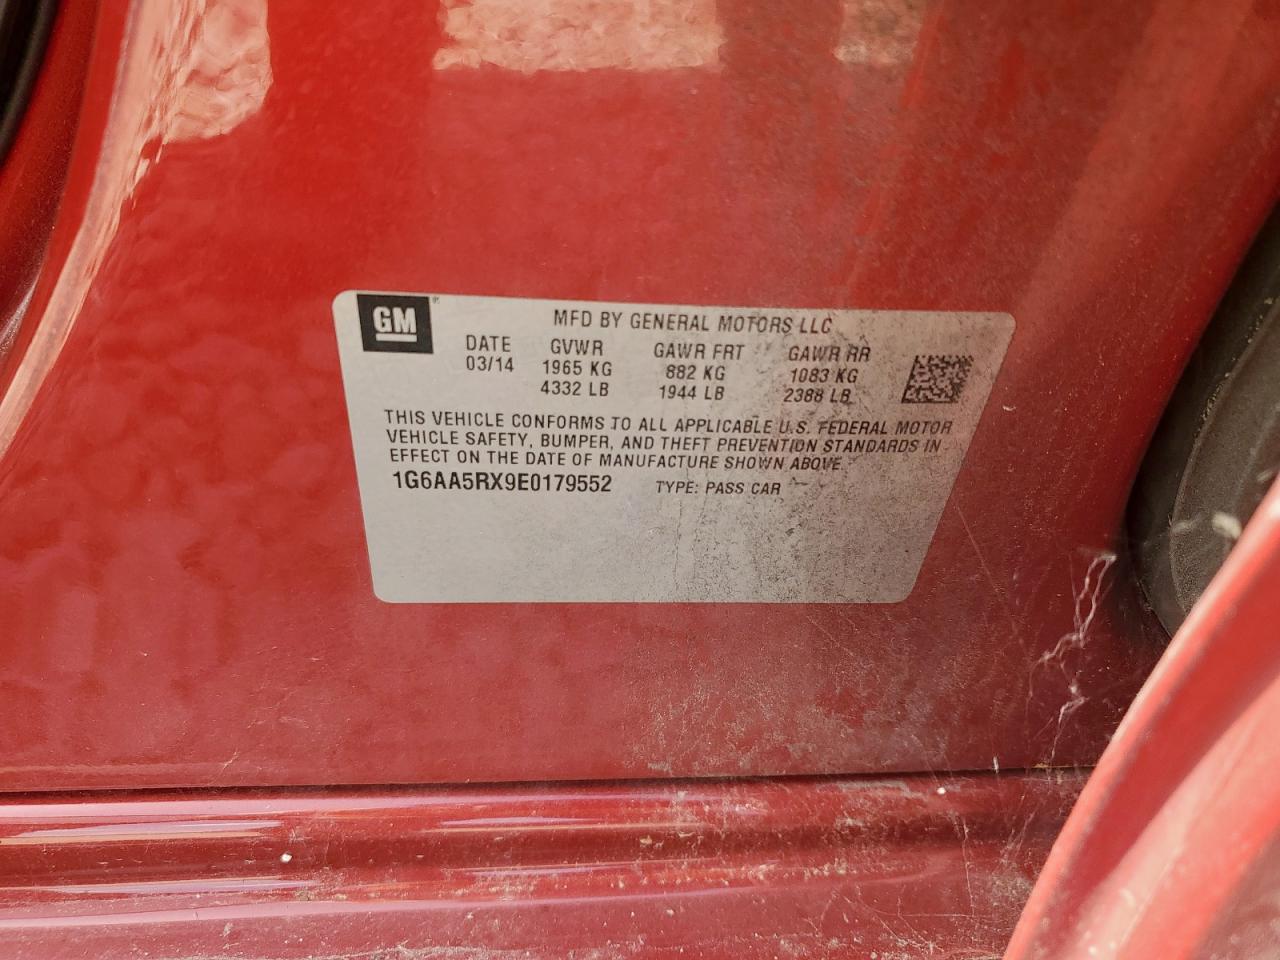 GM
MFD BY GENERAL MOTORS LLC
DATE GVWR GAWR FRT GAWR RR
03/14 1965 KG 882 KG 1083 KG
4332 LB 1944 LB 2388 LB
THIS VEHICLE CONFORMS TO ALL APPLICABLE U.S. FEDERAL MOTOR
VEHICLE SAFETY, BUMPER, AND THEFT PREVENTION STANDARDS IN
EFFECT ON THE DATE OF MANUFACTURE SHOWN ABOVE
1G6AA5RX9E0179552 TYPE: PASS CAR